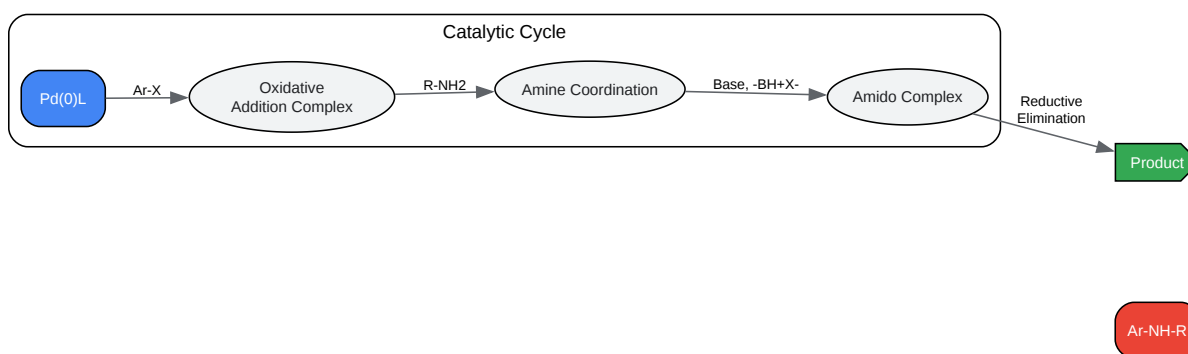 Catalytic Cycle
Pd(0)L
Ar-X
Oxidative
Addition Complex
R-NH2
Amine Coordination
Base, -BH+X-
Amido Complex
Reductive
Elimination
Product
Ar-NH-R